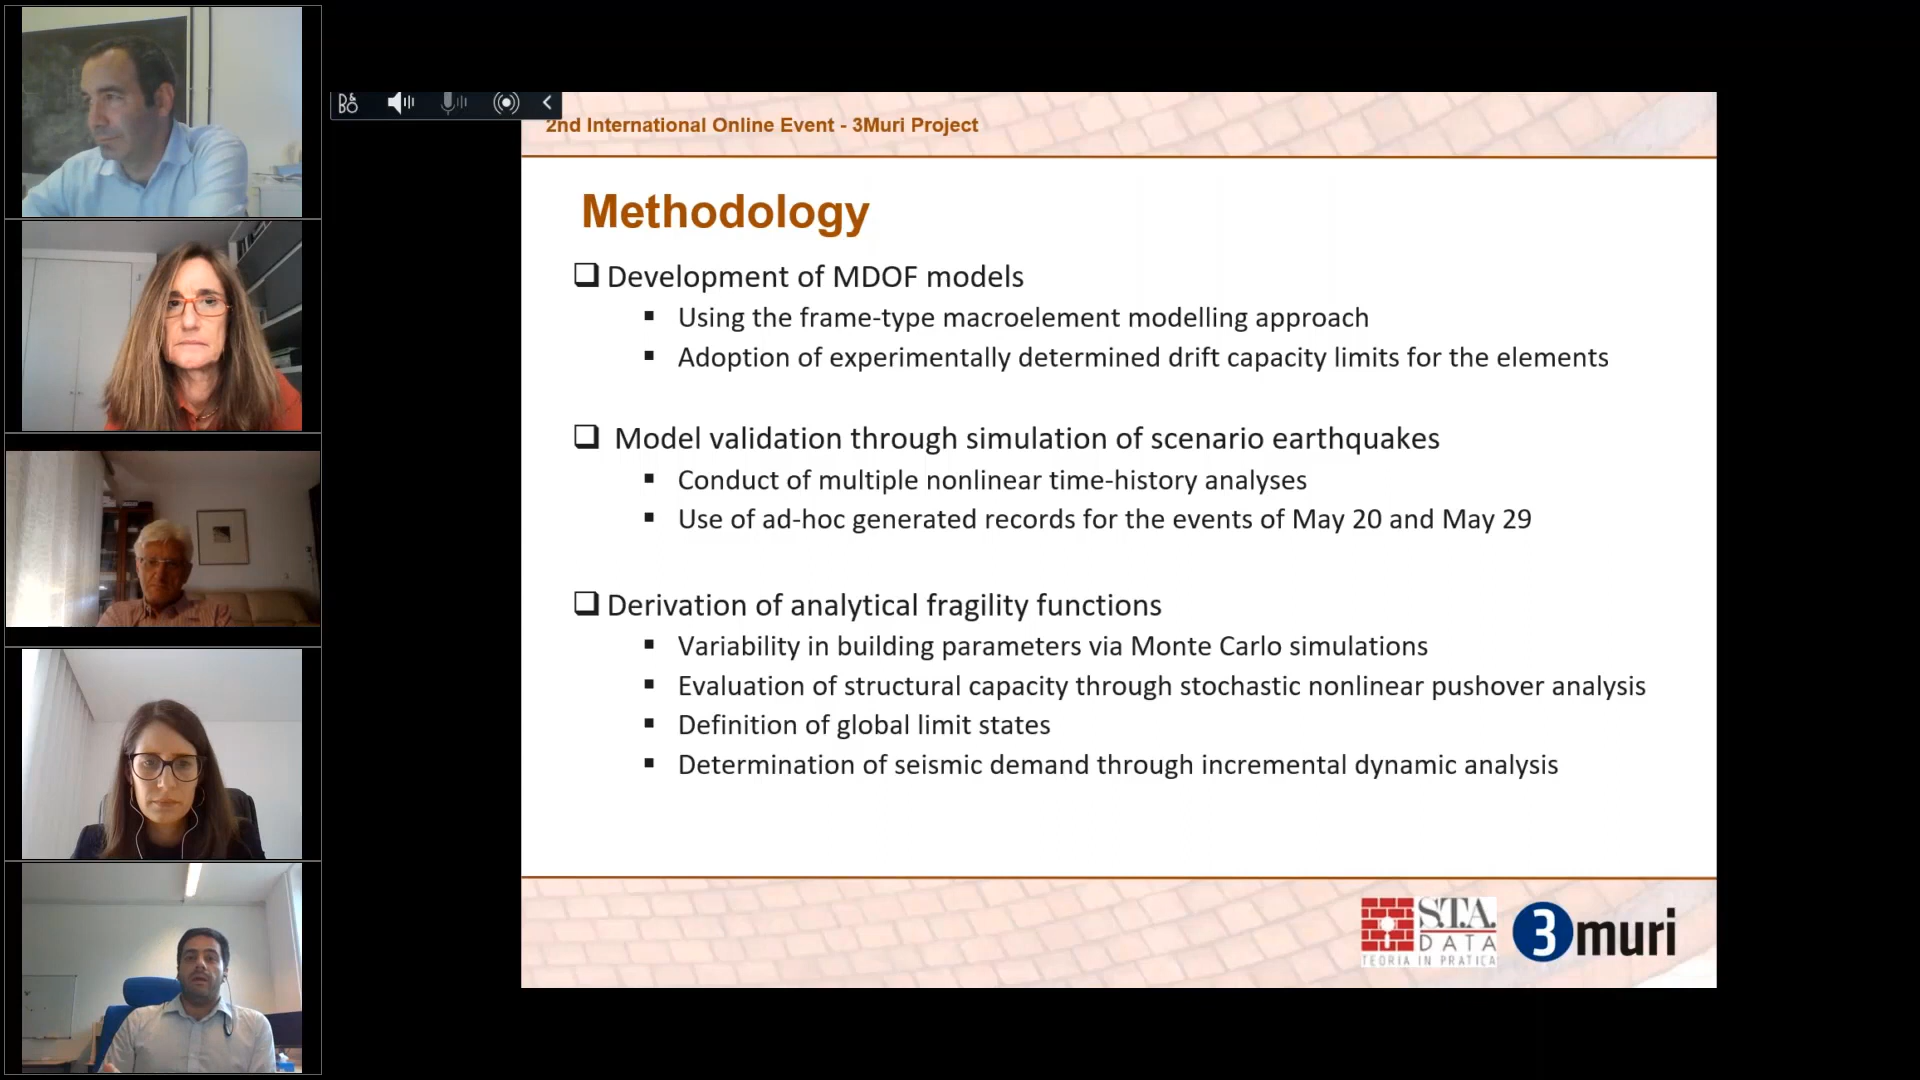 B&BO
2nd International Online Event - 3Muri Project
Methodology
Development of MDOF models
Using the frame-type macroelement modelling approach
Adoption of experimentally determined drift capacity limits for the elements
Model validation through simulation of scenario earthquakes
Conduct of multiple nonlinear time-history analyses
Use of ad-hoc generated records for the events of May 20 and May 29
Derivation of analytical fragility functions
Variability in building parameters via Monte Carlo simulations
Evaluation of structural capacity through stochastic nonlinear pushover analysis
Definition of global limit states
Determination of seismic demand through incremental dynamic analysis
S.T.A.
DATA
TEORIA IN PRATICA
3muri